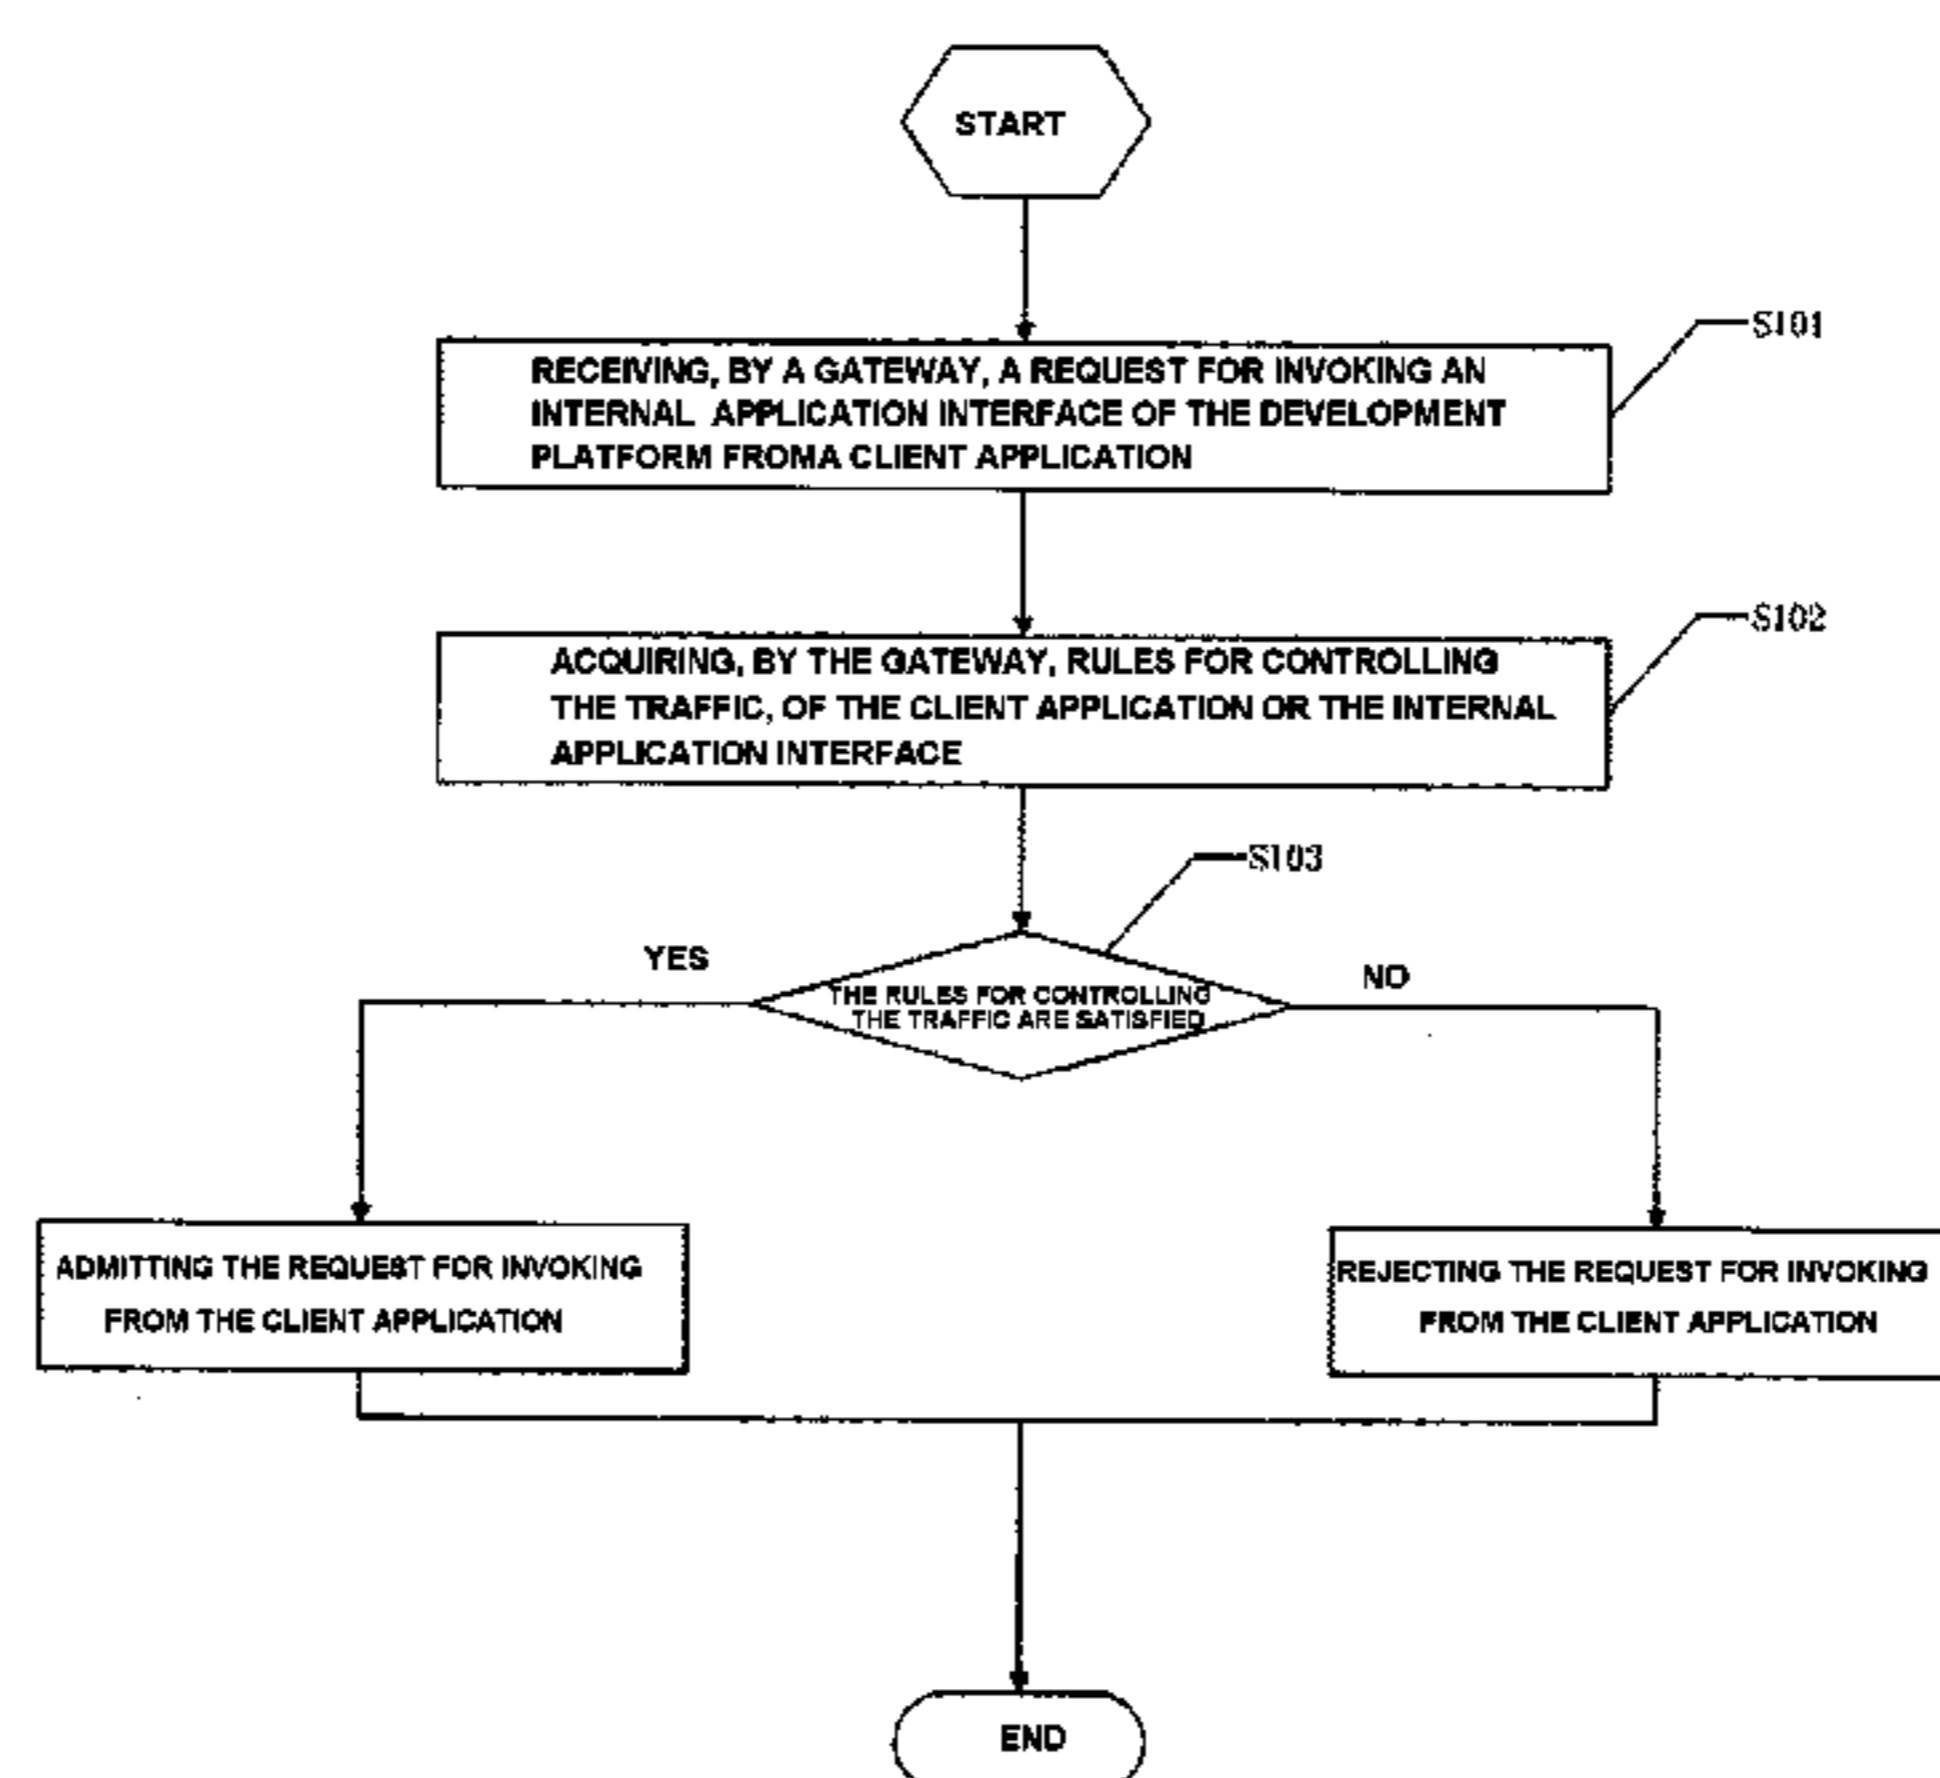 START
S101
RECEIVING, BY A GATEWAY, A REQUEST FOR INVOKING AN
INTERNAL APPLICATION INTERFACE OF THE DEVELOPMENT
PLATFORM FROMA CLIENT APPLICATION
S102
ACQUIRING, BY THE GATEWAY, RULES FOR CONTROLLING
THE TRAFFIC, OF THE CLIENT APPLICATION OR THE INTERNAL
APPLICATION INTERFACE
S103
YES
NO
THE RULES FOR CONTROLLING
THE TRAFFIC ARE SATISFIED
ADMITTING THE REQUEST FOR INVOKING
FROM THE CLIENT APPLICATION
REJECTING THE REQUEST FOR INVOKING
FROM THE CLIENT APPLICATION
END